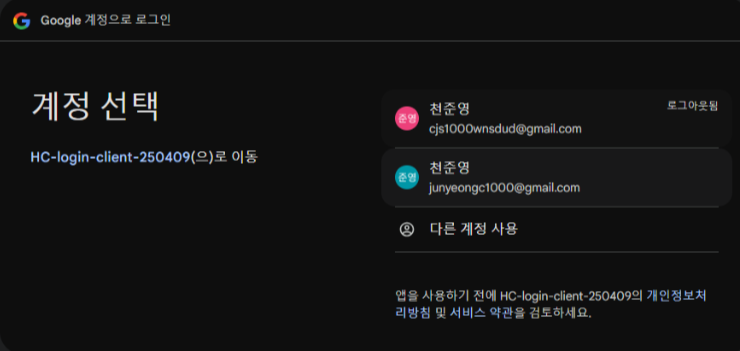 Google 계정으로 로그인
계정 선택
HC-login-client-250409(으)로 이동
준영
천준영
로그아웃됨
cjs1000wnsdud@gmail.com
준영
천준영
junyeongc1000@gmail.com
다른 계정 사용
앱을 사용하기 전에 HC-login-client-250409의 개인정보처
리방침 및 서비스 약관을 검토하세요.